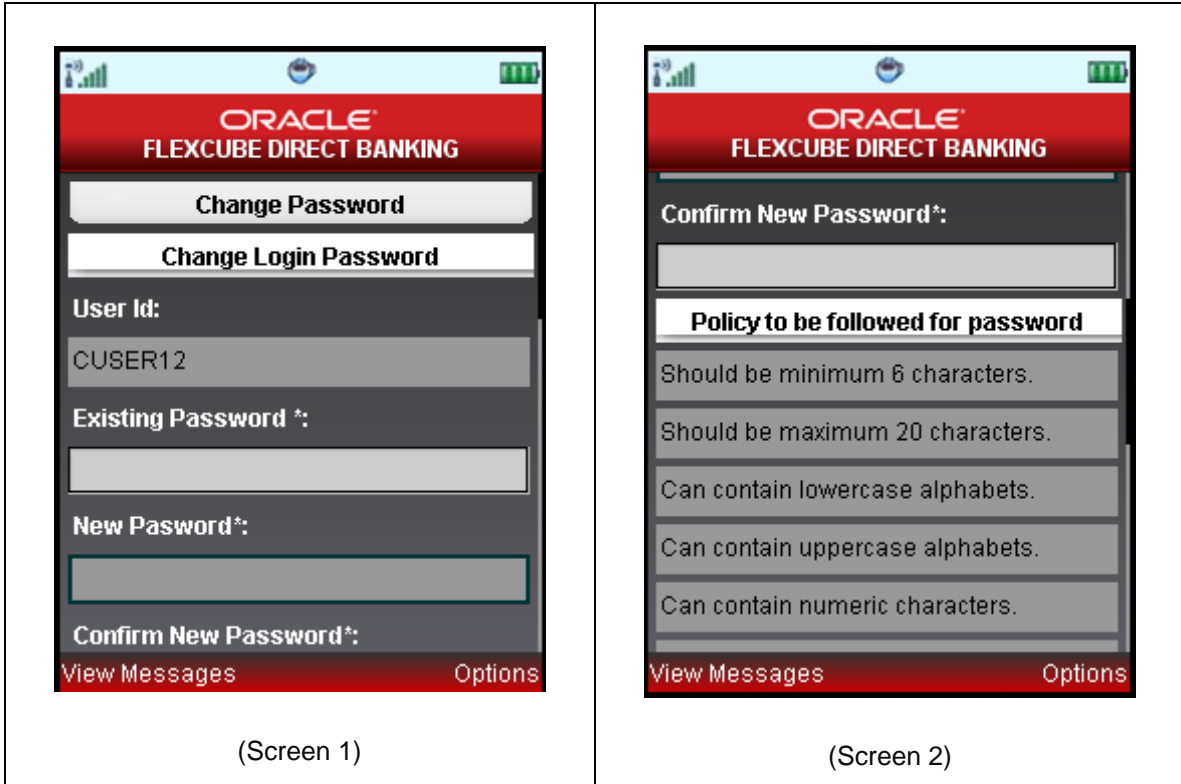 ORACLE
FLEXCUBE DIRECT BANKING
Change Password
Change Login Password
User Id:
CUSER12
Existing Password *:
New Pasword*:
Confirm New Password*:
View Messages Options
(Screen 1)
ORACLE
FLEXCUBE DIRECT BANKING
Confirm New Password*:
Policy to be followed for password
Should be minimum 6 characters.
Should be maximum 20 characters.
Can contain lowercase alphabets.
Can contain uppercase alphabets.
Can contain numeric characters.
View Messages Options
(Screen 2)